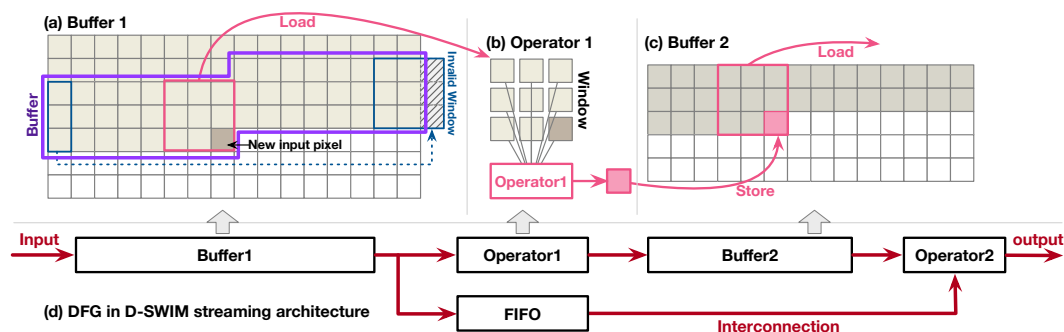 (a) Buffer 1
Load
Buffer
New input pixel
Invalid Window
(b) Operator 1
Window
Operator1
(c) Buffer 2
Load
Store
Input
Buffer1
Operator1
Buffer2
Operator2
output
FIFO
Interconnection
(d) DFG in D-SWIM streaming architecture